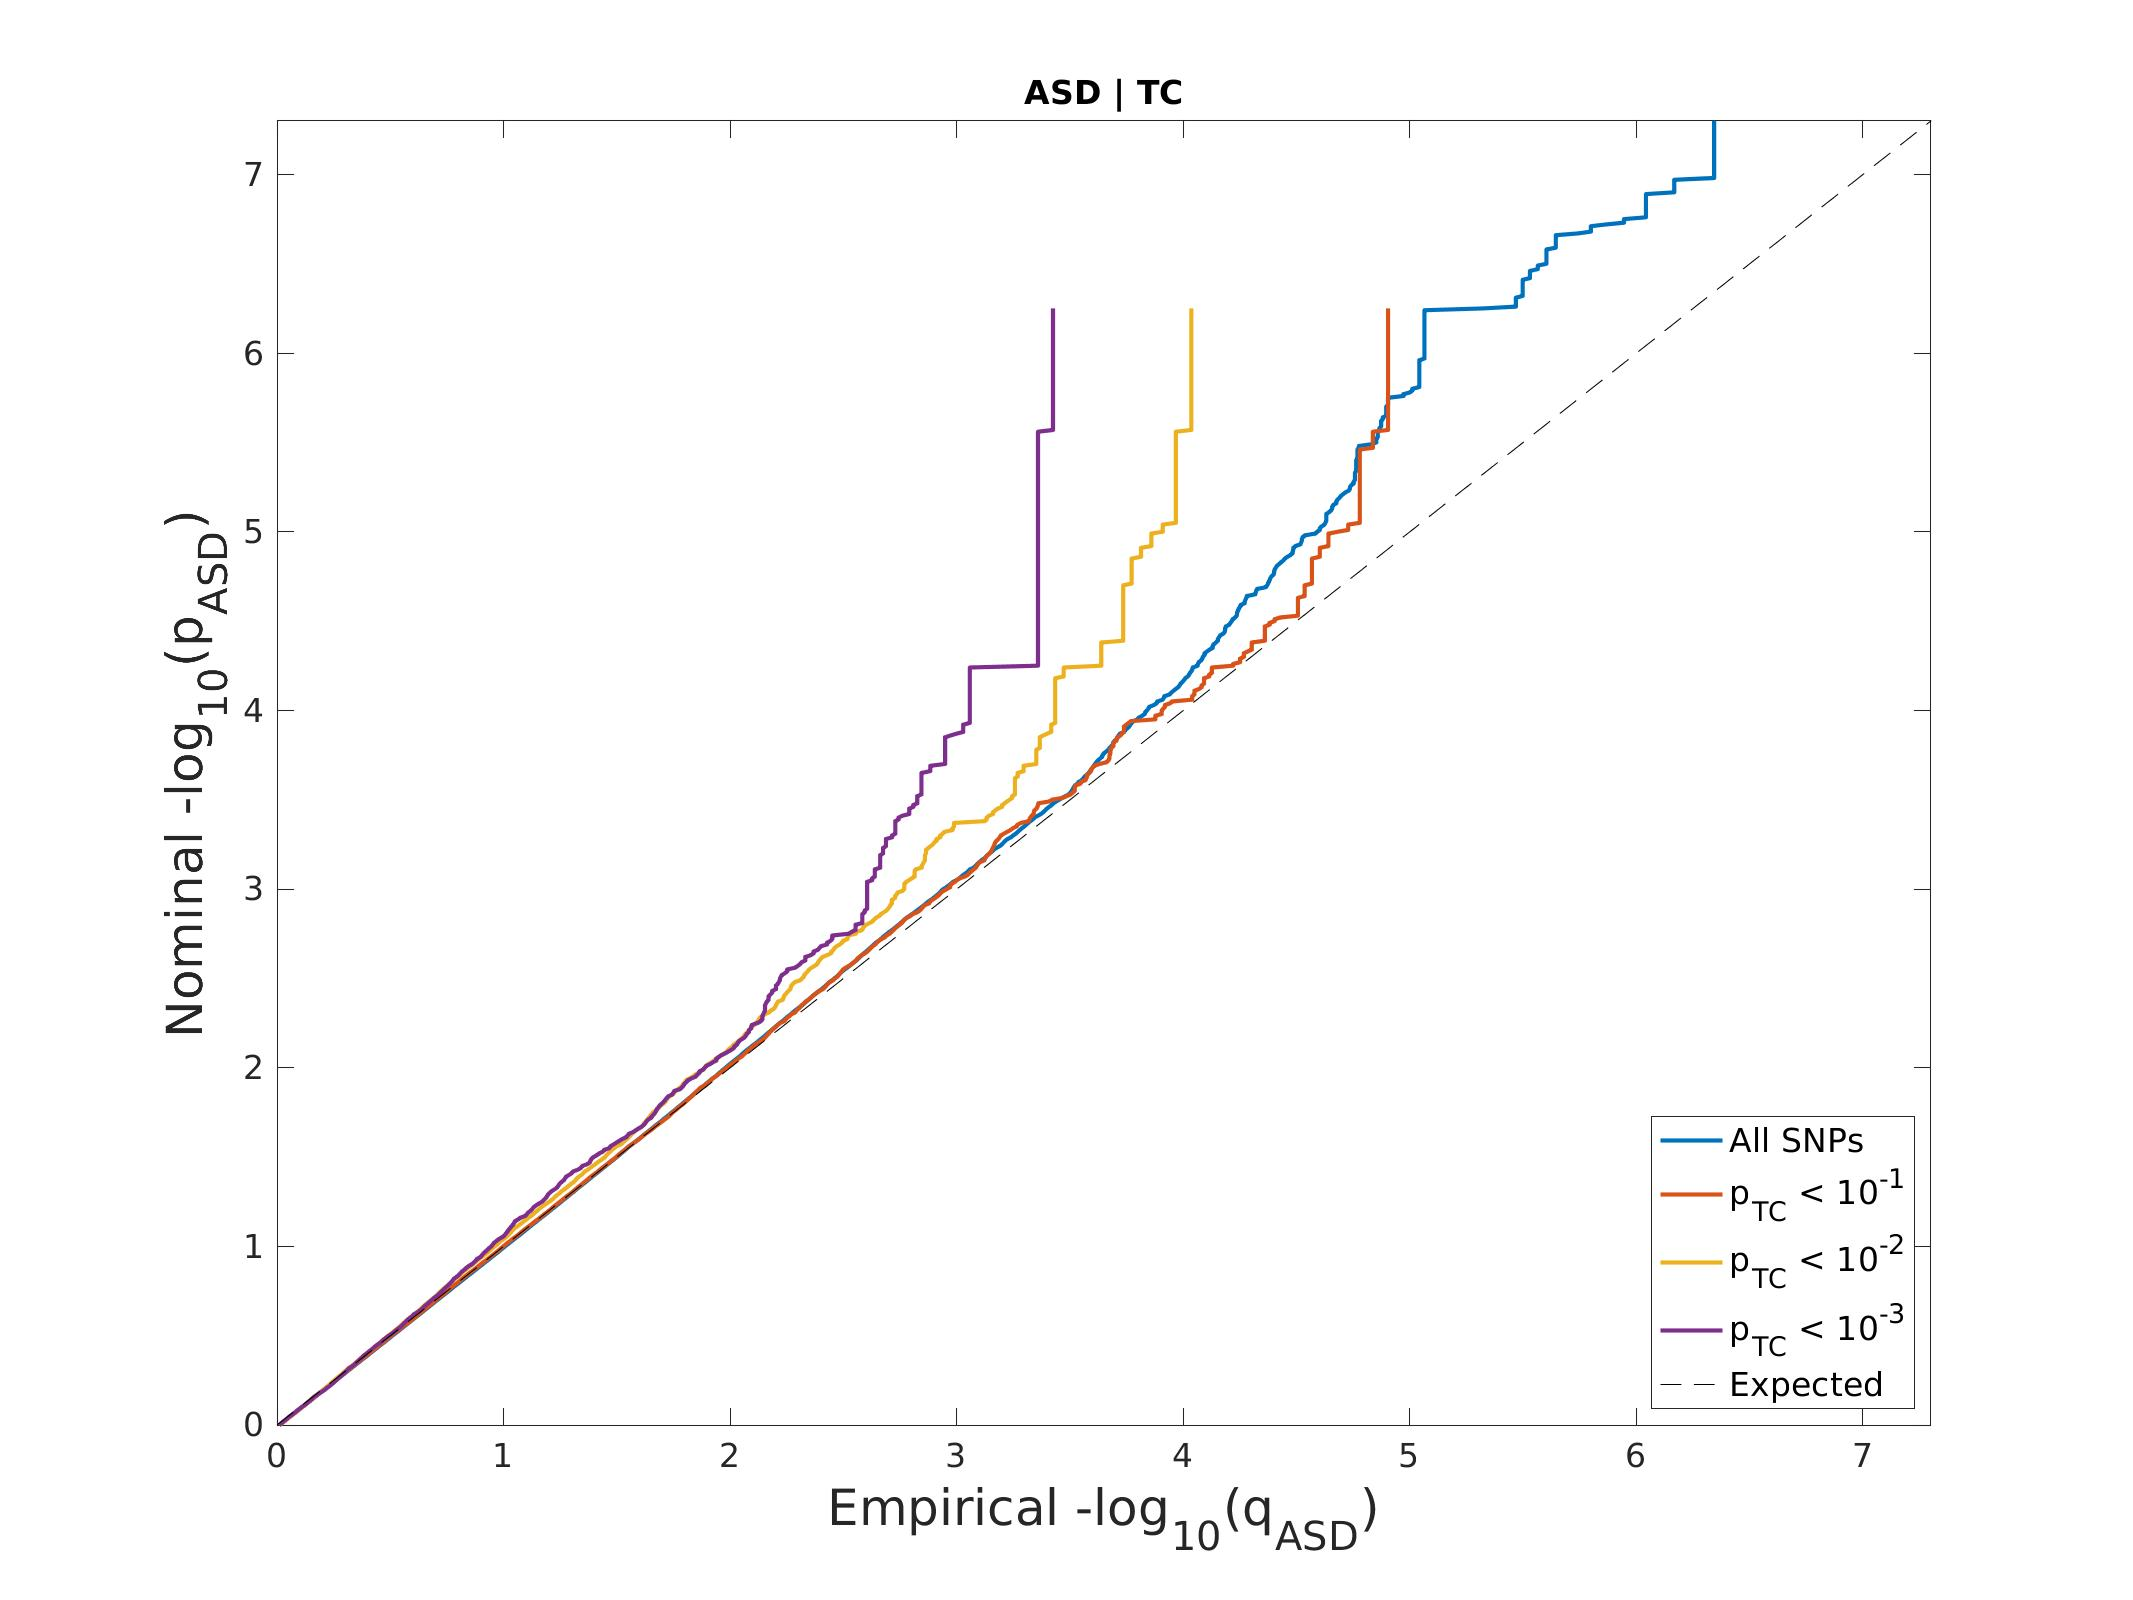 ASD | TC
Nominal -log10(pASD)
7
6
5
4
3
2
1
0
0 1 2 3 4 5 6 7
Empirical -log10(qASD)
All SNPs
pTC < 10-1
pTC < 10-2
pTC < 10-3
Expected